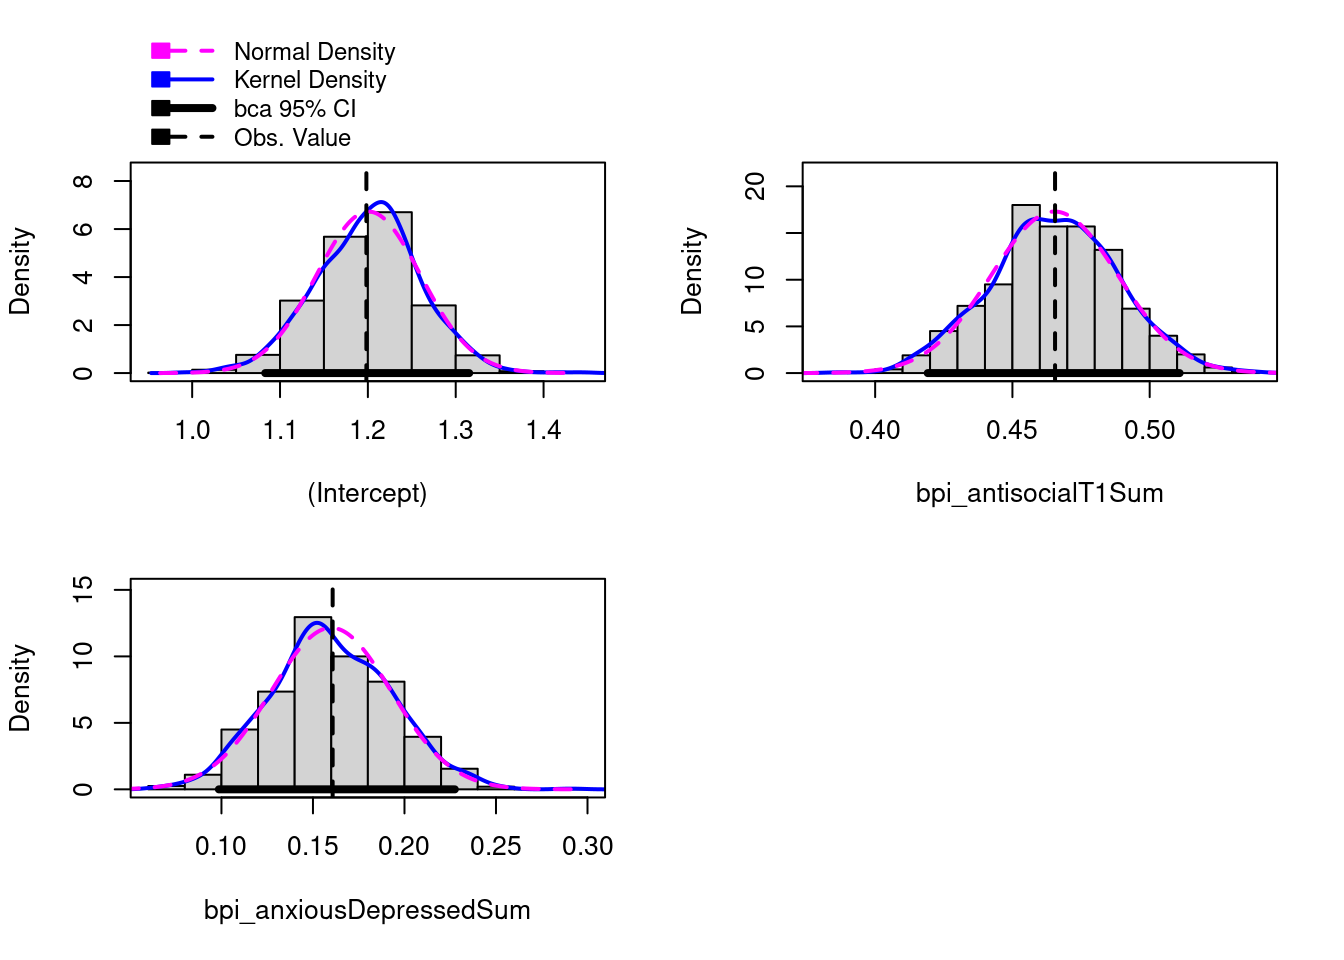 Normal Density
Kernel Density
bca 95% CI
Obs. Value
Density
0 2 4 6 8
1.0 1.1 1.2 1.3 1.4
(Intercept)
Density
0 5 10 20
0.40 0.45 0.50
bpi_antisocialT1Sum
Density
0 5 10 15
0.10 0.15 0.20 0.25 0.30
bpi_anxiousDepressedSum